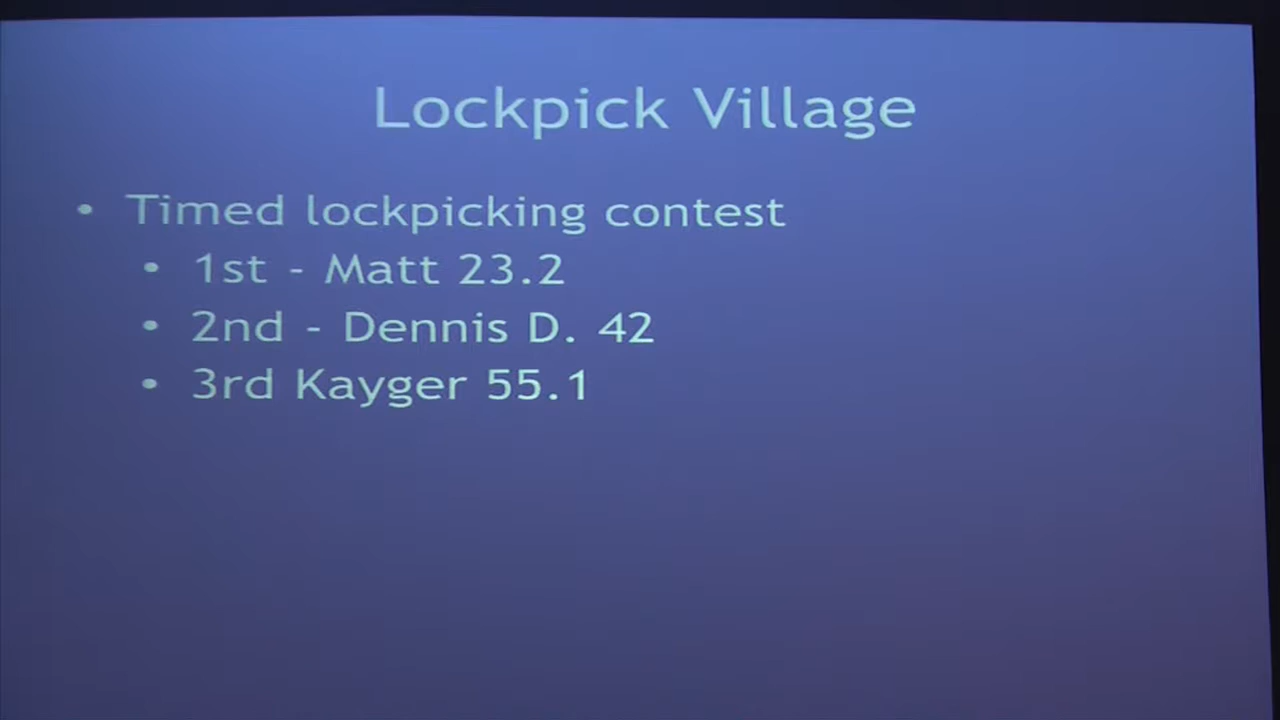 Lockpick Village
• Timed lockpicking contest
• 1st - Matt 23.2
• 2nd - Dennis D. 42
• 3rd Kayger 55.1